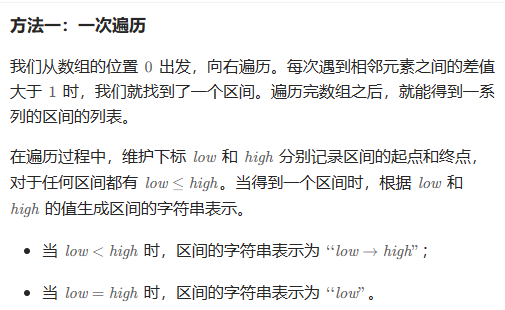 方法一：一次遍历
我们从数组的位置 0 出发，向右遍历。每次遇到相邻元素之间的差值
大于 1 时，我们就找到了一个区间。遍历完数组之后，就能得到一系
列的区间的列表。
在遍历过程中，维护下标 low 和 high 分别记录区间的起点和终点，
对于任何区间都有 low ≤ high。当得到一个区间时，根据 low 和
high 的值生成区间的字符串表示。
• 当 low < high 时，区间的字符串表示为 “low → high”；
• 当 low = high 时，区间的字符串表示为 “low”。